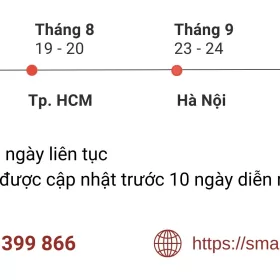 Tháng 8 Tháng 9
19 - 20 23 - 24
Tp. HCM Hà Nội
ngày liên tục
được cập nhật trước 10 ngày diễn
399 866 https://sma